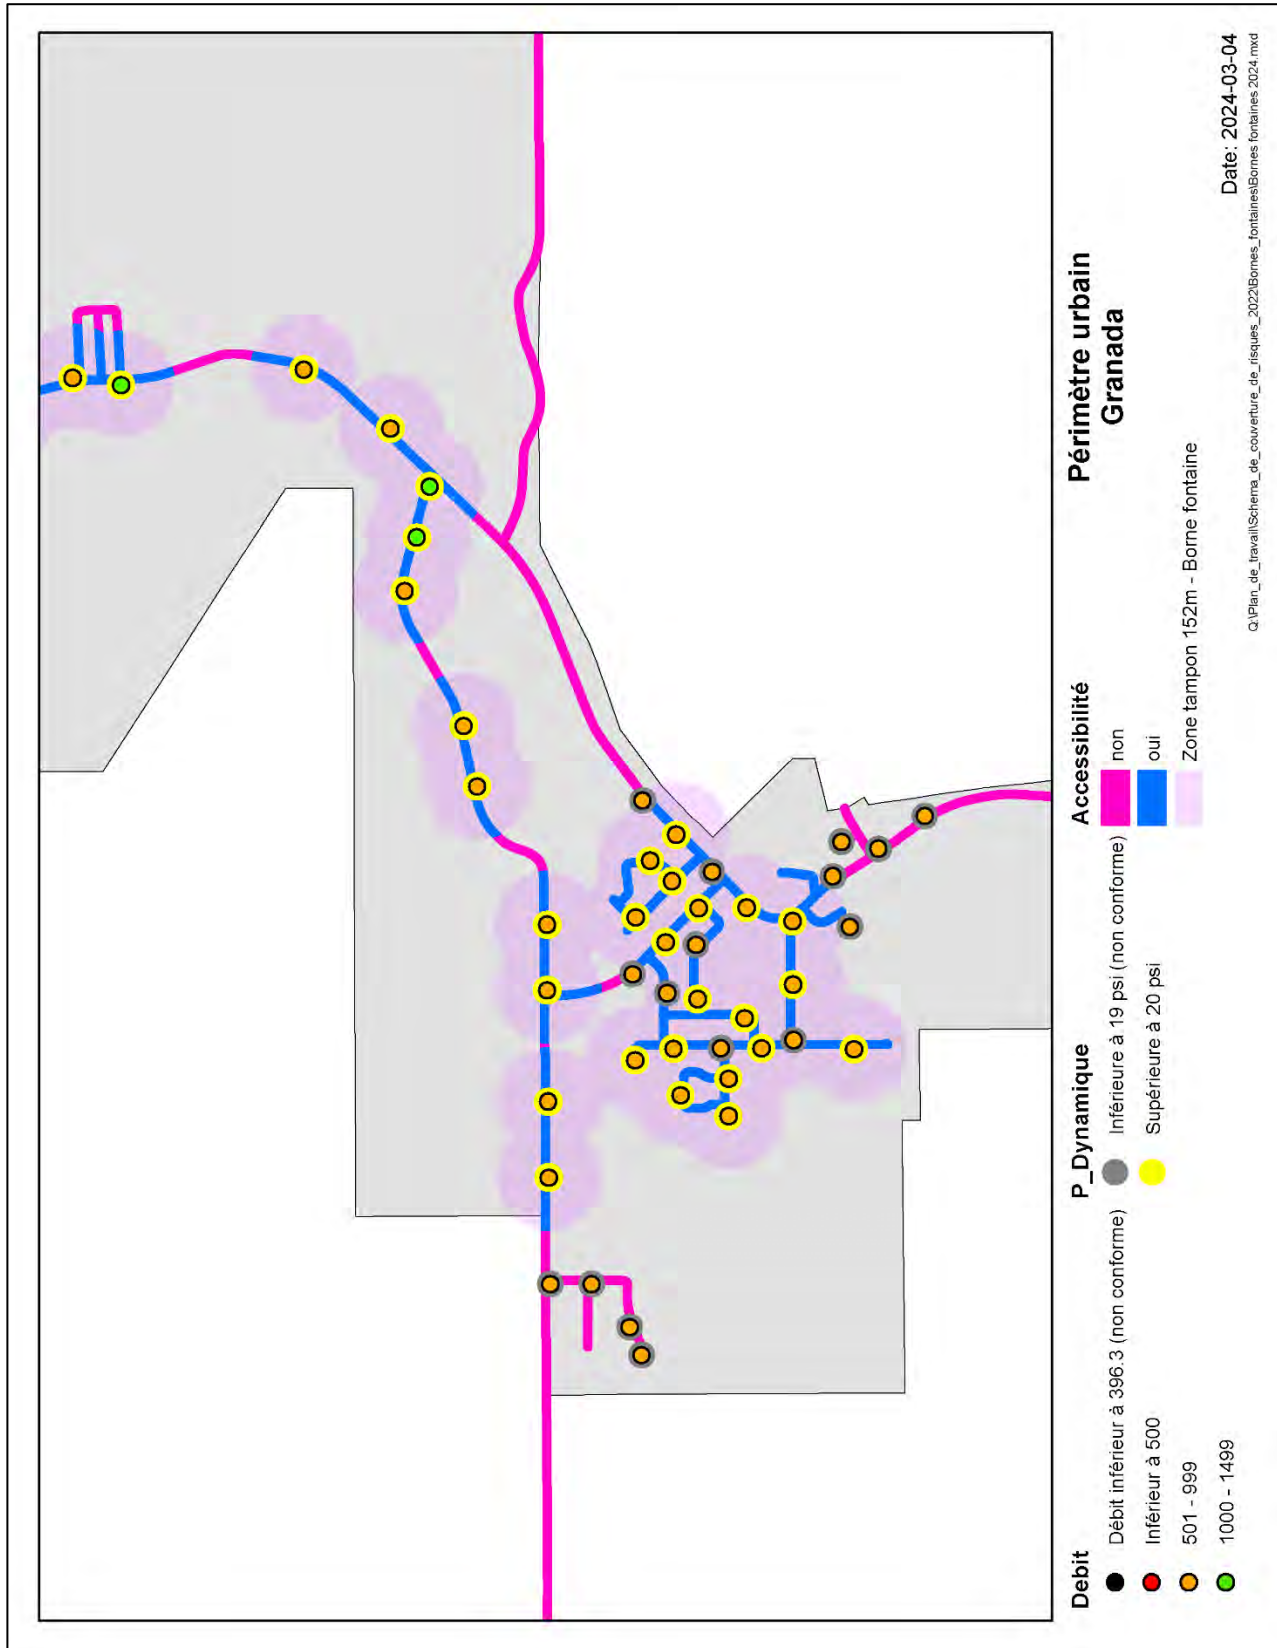 Périmètre urbain
Granada
Debit
Débit inférieur à 396.3 (non conforme)
Inférieur à 500
501 - 999
1000 - 1499
P_Dynamique
Inférieure à 19 psi (non conforme)
Supérieure à 20 psi
Accessibilité
non
oui
Zone tampon 152m - Borne fontaine
Date: 2024-03-04
Q:\Plan_de_travail\Schema_de_couverture_de_risques_2022\Bornes_fontaines\Bornes fontaines 2024.mxd